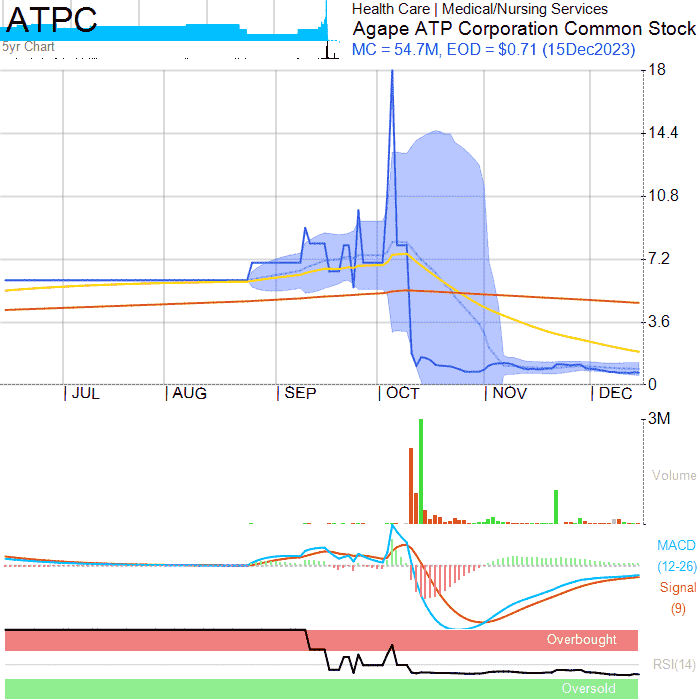 ATPC
5yr Chart
Health Care | Medical/Nursing Services
Agape ATP Corporation Common Stock
MC = 54.7M, EOD = $0.71 (15Dec2023)
18
14.4
10.8
7.2
3.6
0
JUL AUG SEP OCT NOV DEC
3M
Volume
MACD
(12-26)
Signal
(9)
Overbought
RSI(14)
Oversold